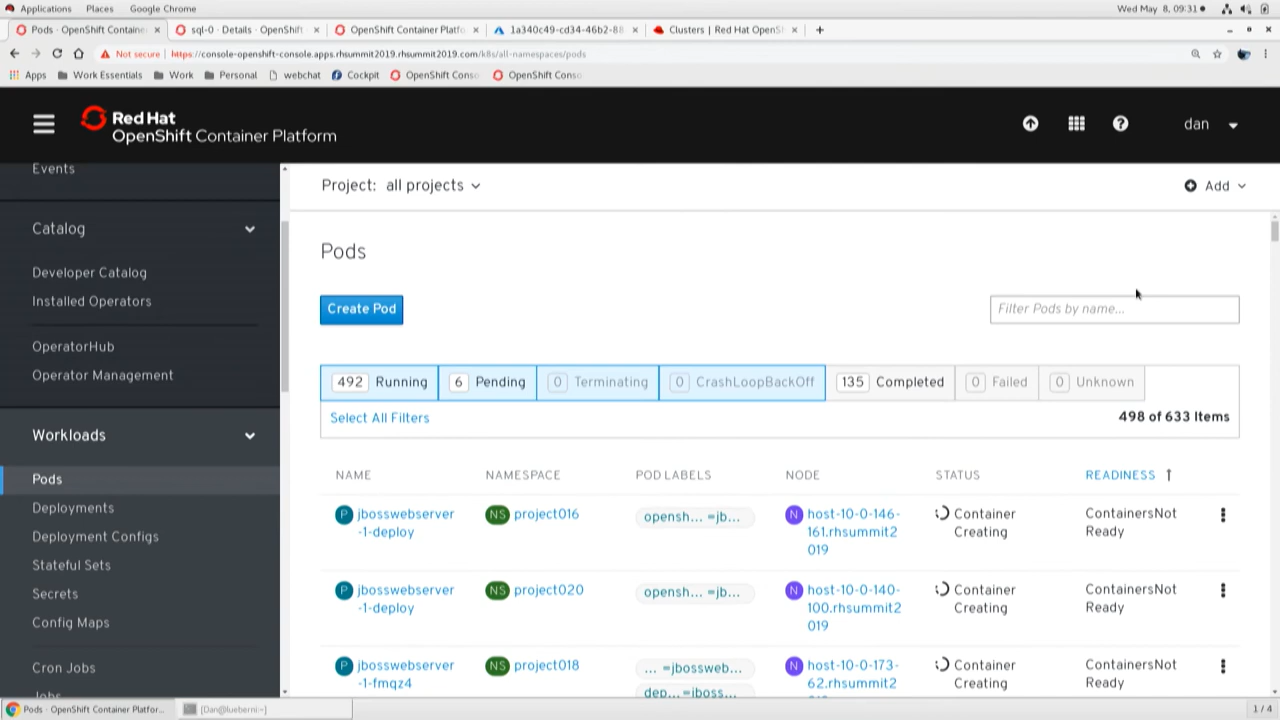 Applications Places Google Chrome Wed May 8, 09:31
Pods · OpenShift Containe × sql-0 · Details · OpenShift × OpenShift Container Platfo × 1a340c49-cd34-46b2-88 × Clusters | Red Hat OpenS × +
Not secure | https://console-openshift-console.apps.rhsummit2019.rhsummit2019.com/k8s/all-namespaces/pods
Apps Work Essentials Work Personal webchat Cockpit OpenShift Cons OpenShift Cons
Red Hat
OpenShift Container Platform
dan
Events
Catalog
Developer Catalog
Installed Operators
OperatorHub
Operator Management
Workloads
Pods
Deployments
Deployment Configs
Stateful Sets
Secrets
Config Maps
Cron Jobs
Jobs
Project: all projects
Add
Pods
Create Pod
Filter Pods by name...
492 Running 6 Pending 0 Terminating 0 CrashLoopBackOff 135 Completed 0 Failed 0 Unknown
Select All Filters
498 of 633 Items
NAME NAMESPACE POD LABELS NODE STATUS READINESS ↑
P jbosswebserver NS project016 opensh... =jb... N host-10-0-146- Container ContainersNot
-1-deploy 161.rhsummit2 Creating Ready
019
P jbosswebserver NS project020 opensh... =jb... N host-10-0-140- Container ContainersNot
-1-deploy 100.rhsummit2 Creating Ready
019
P jbosswebserver NS project018 ... =jbossweb... N host-10-0-173- Container ContainersNot
-1-fmqz4 dep... =jboss... 62.rhsummit2 Creating Ready
Pods · OpenShift Container Platfor... [Dan@lueberni:~] 1 / 4